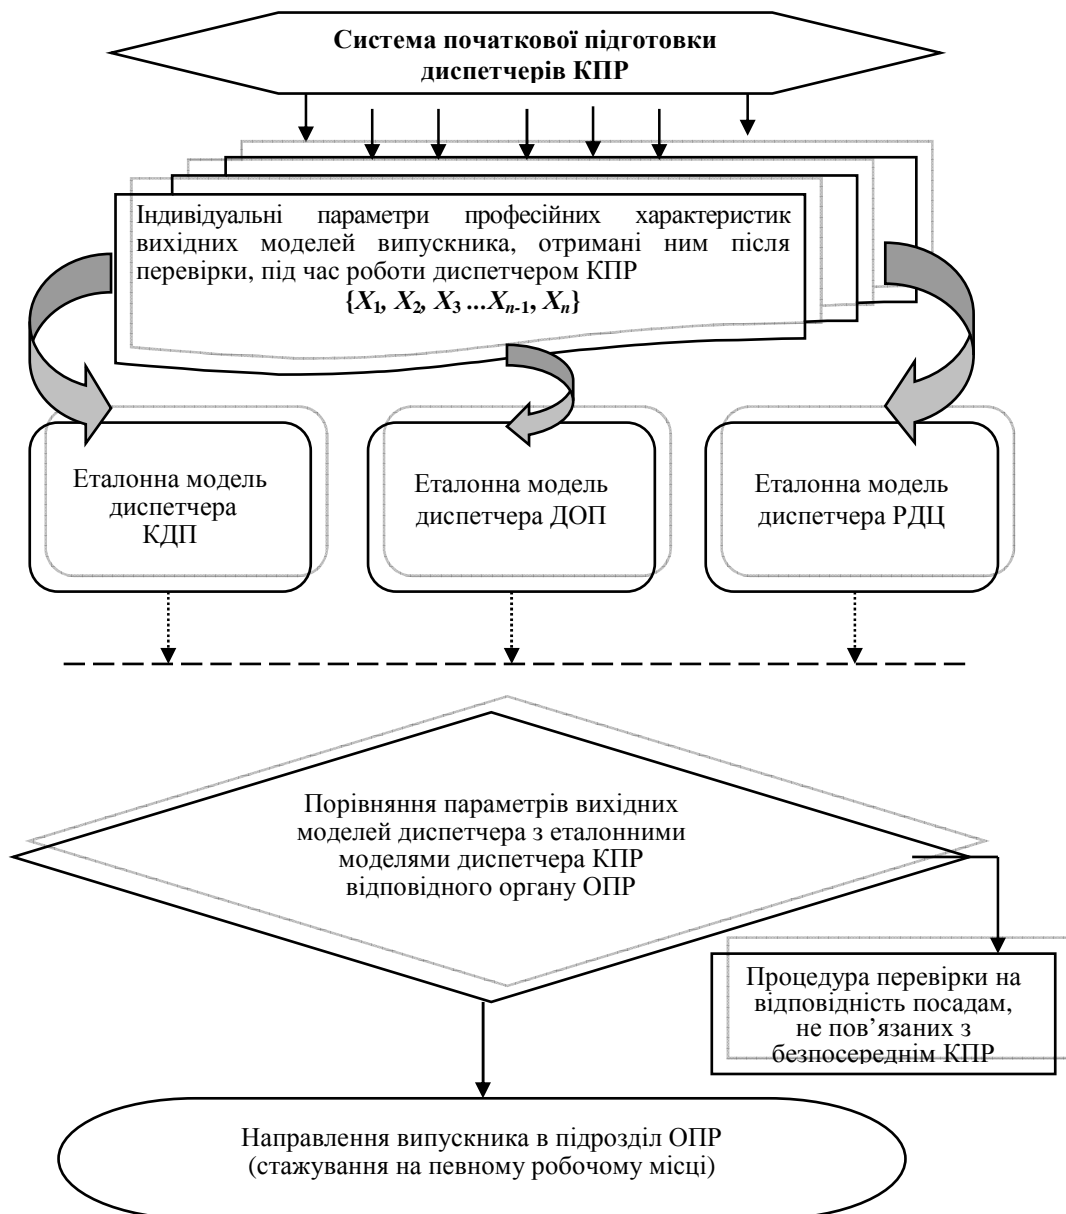 Система початкової підготовки
диспетчерів КПР
Індивідуальні параметри професійних характеристик
вихідних моделей випускника, отримані ним після
перевірки, під час роботи диспетчером КПР
{X1, X2, X3 ...Xn-1, Xn}
Еталонна модель
диспетчера
КДП
Еталонна модель
диспетчера ДОП
Еталонна модель
диспетчера РДЦ
Порівняння параметрів вихідних
моделей диспетчера з еталонними
моделями диспетчера КПР
відповідного органу ОПР
Процедура перевірки на
відповідність посадам,
не пов’язаних з
безпосереднім КПР
Направлення випускника в підрозділ ОПР
(стажування на певному робочому місці)